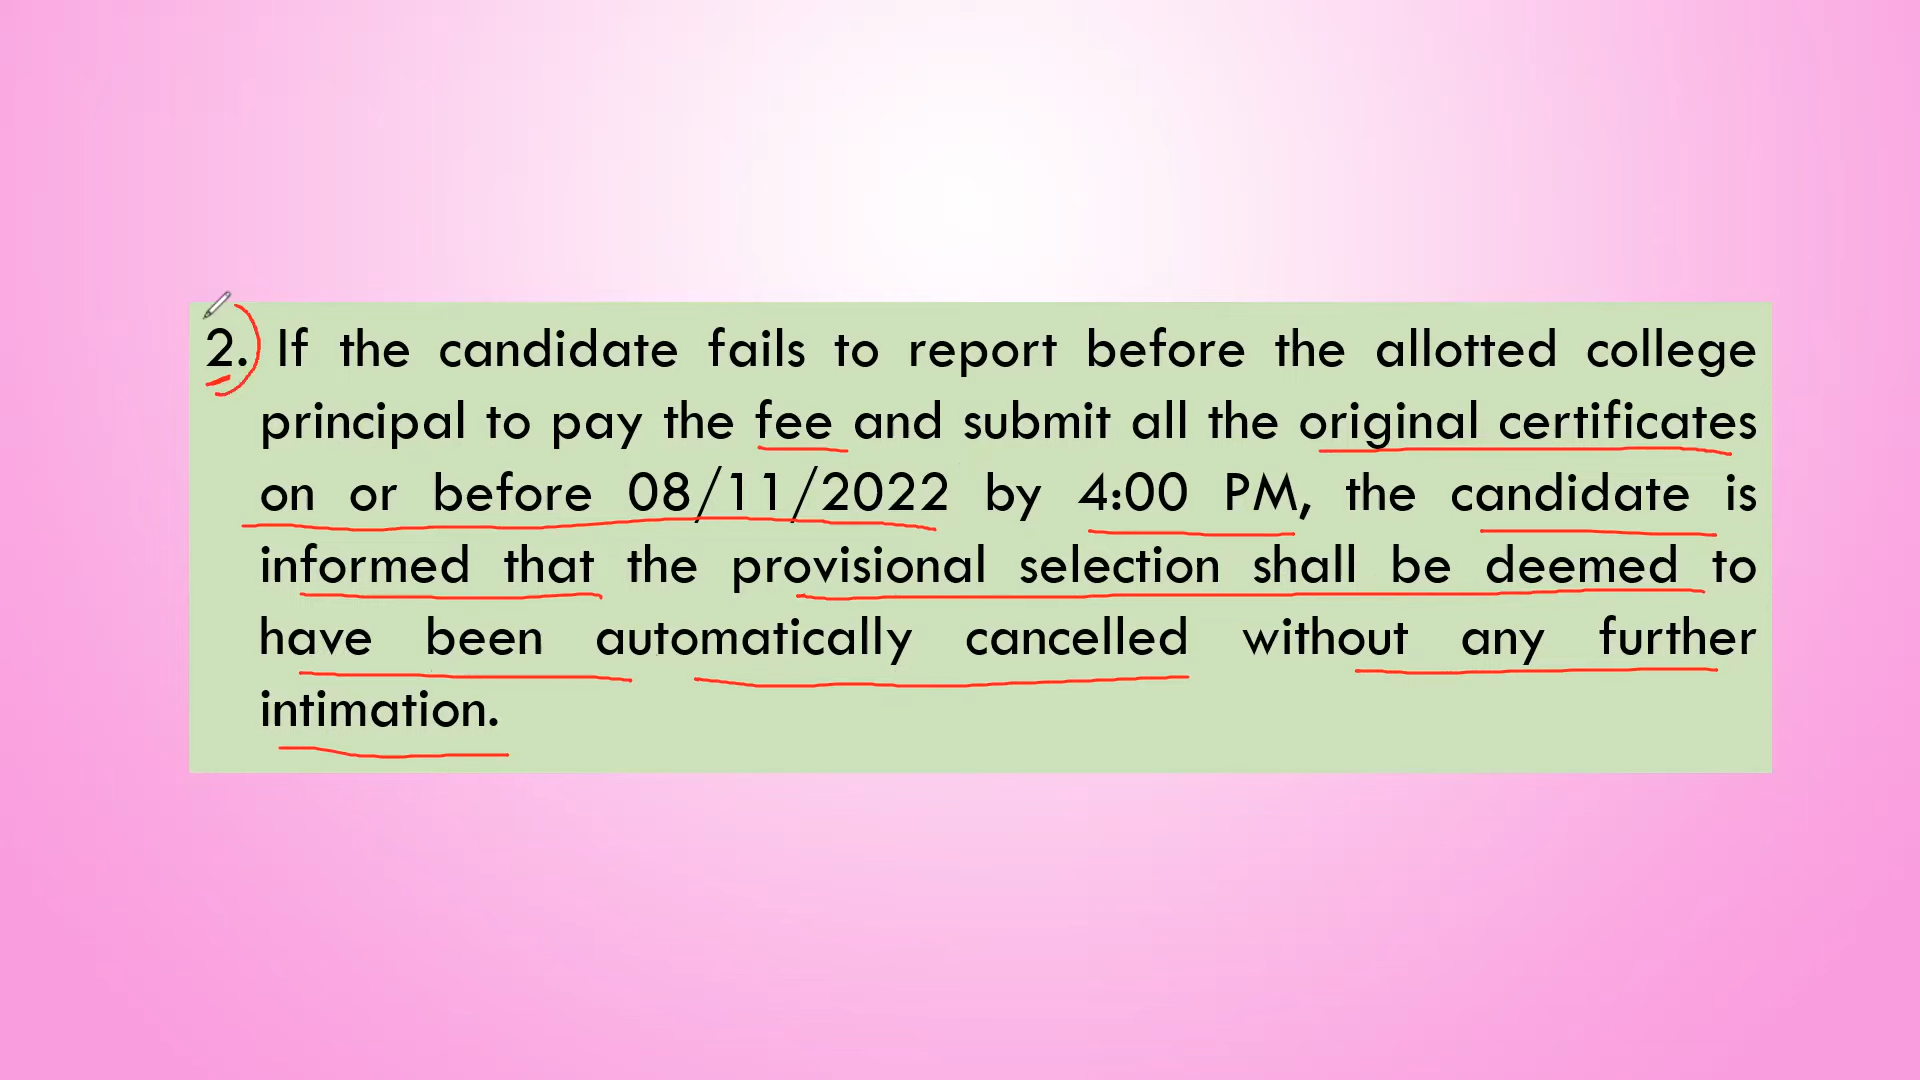 2. If the candidate fails to report before the allotted college
principal to pay the fee and submit all the original certificates
on or before 08/11/2022 by 4:00 PM, the candidate is
informed that the provisional selection shall be deemed to
have been automatically cancelled without any further
intimation.